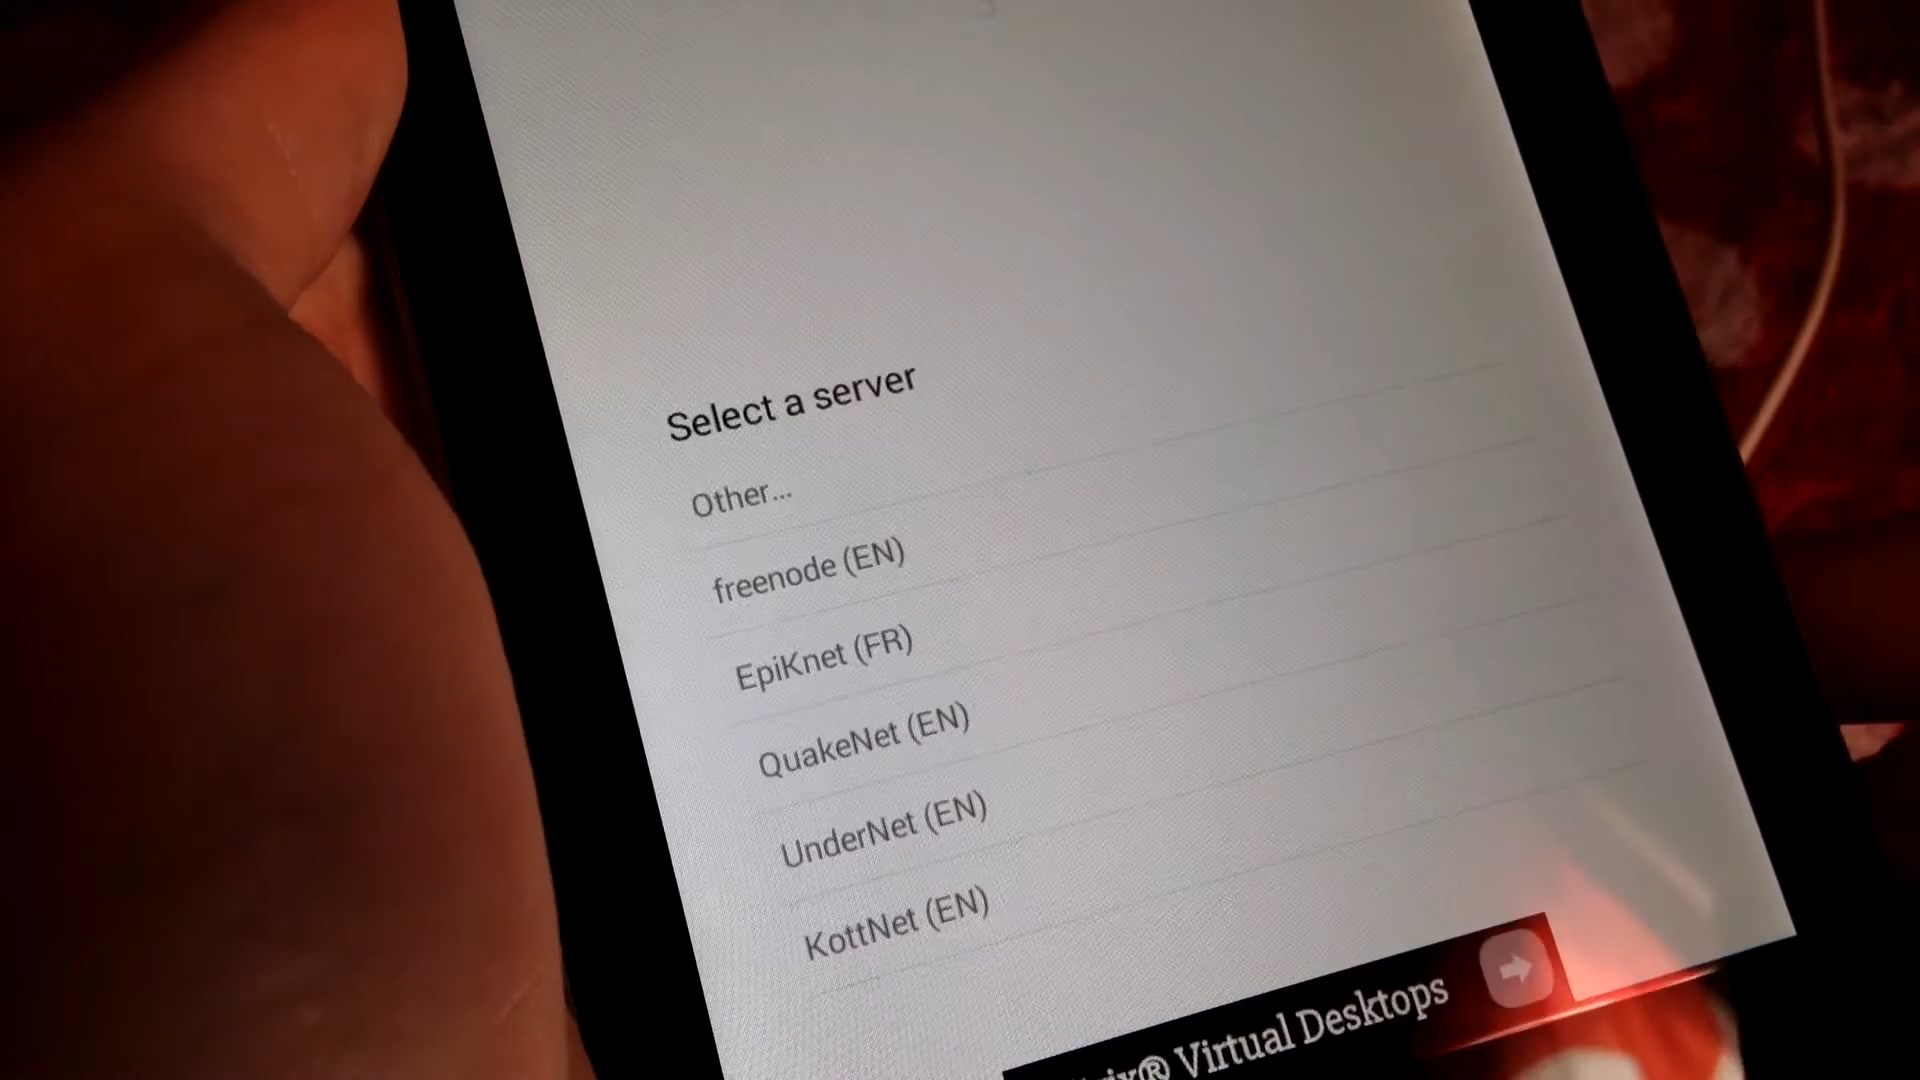 Select a server
Other...
freenode (EN)
EpiKnet (FR)
QuakeNet (EN)
UnderNet (EN)
KottNet (EN)
Virtual Desktops